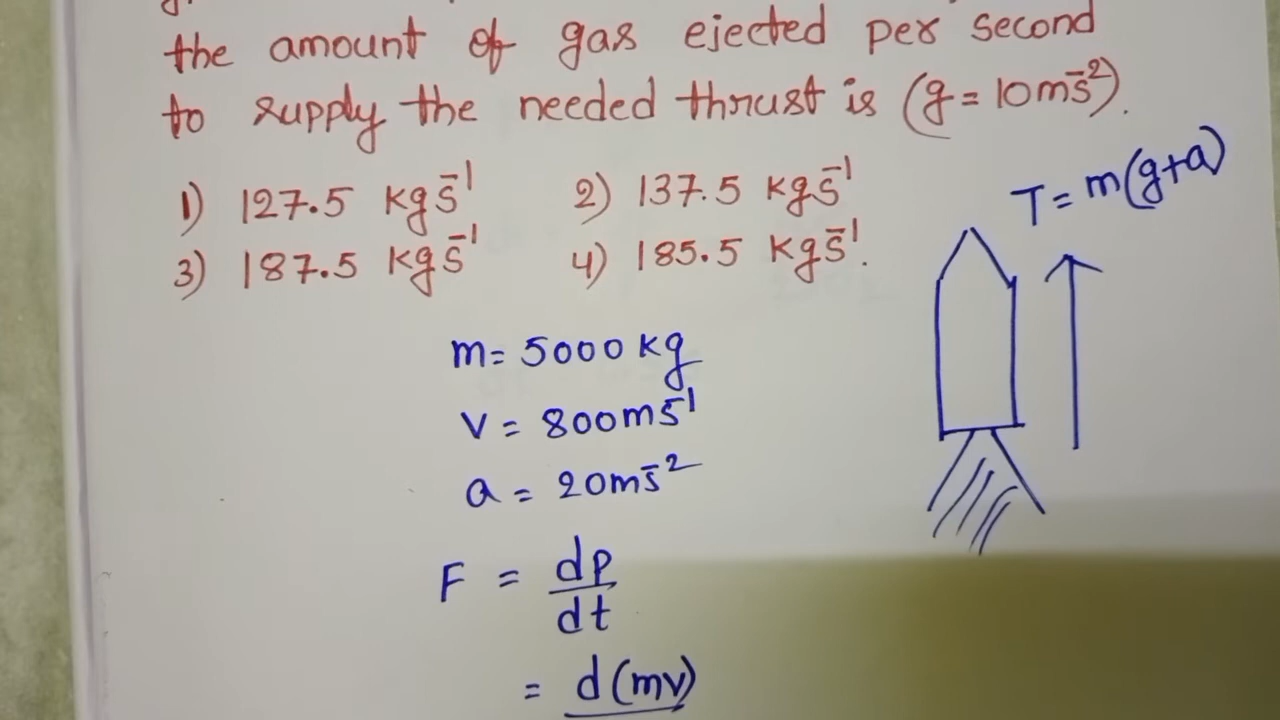 the amount of gas ejected per second
to supply the needed thrust is (g = 10ms⁻²).
1) 127.5 kgs⁻¹ 2) 137.5 kgs⁻¹
3) 187.5 kgs⁻¹ 4) 185.5 kgs⁻¹.
T = m(g+a)
m = 5000 kg
v = 800ms⁻¹
a = 20ms⁻²
F = dp/dt
= d(mv)